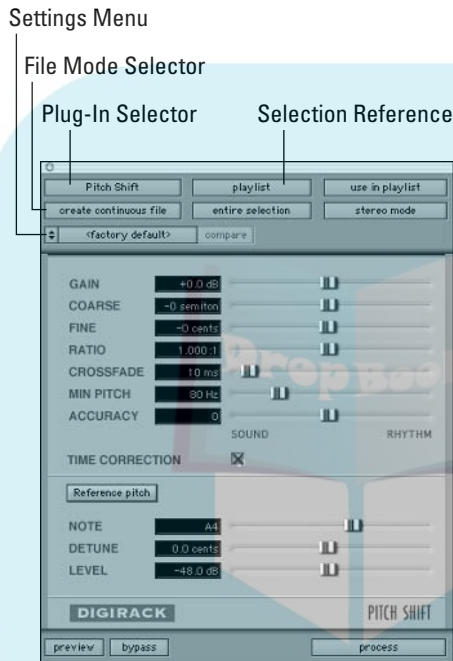 Settings Menu
File Mode Selector
Plug-In Selector Selection Reference
Pitch Shift playlist use in playlist
create continuous file entire selection stereo mode
<factory default> compare
GAIN +0.0 dB
COARSE -0 semiton
FINE -0 cents
RATIO 1.000:1
CROSSFADE 10 ms
MIN PITCH 80 Hz
ACCURACY 0
SOUND RHYTHM
TIME CORRECTION
Reference pitch
NOTE A4
DETUNE 0.0 cents
LEVEL -48.0 dB
DIGIRACK PITCH SHIFT
preview bypass process